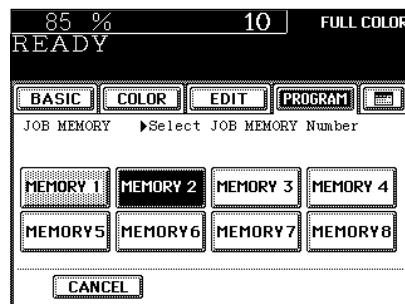 85 % 10 FULL COLOR
READY
BASIC COLOR EDIT PROGRAM
JOB MEMORY ▶Select JOB MEMORY Number
MEMORY 1 MEMORY 2 MEMORY 3 MEMORY 4
MEMORY5 MEMORY6 MEMORY7 MEMORY8
CANCEL